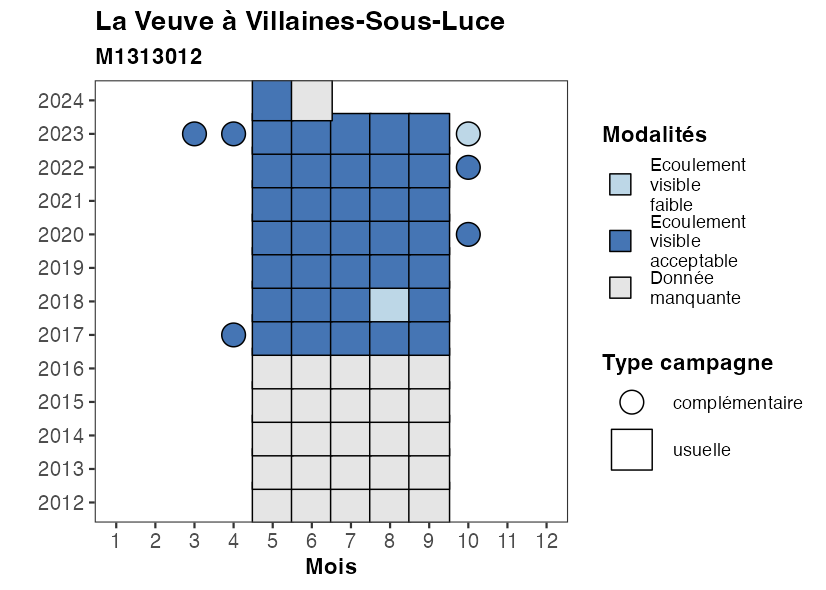 La Veuve à Villaines-Sous-Luce
M1313012
2024
2023
2022
2021
2020
2019
2018
2017
2016
2015
2014
2013
2012
1 2 3 4 5 6 7 8 9 10 11 12
Mois
Modalités
Ecoulement
visible
faible
Ecoulement
visible
acceptable
Donnée
manquante
Type campagne
complémentaire
usuelle